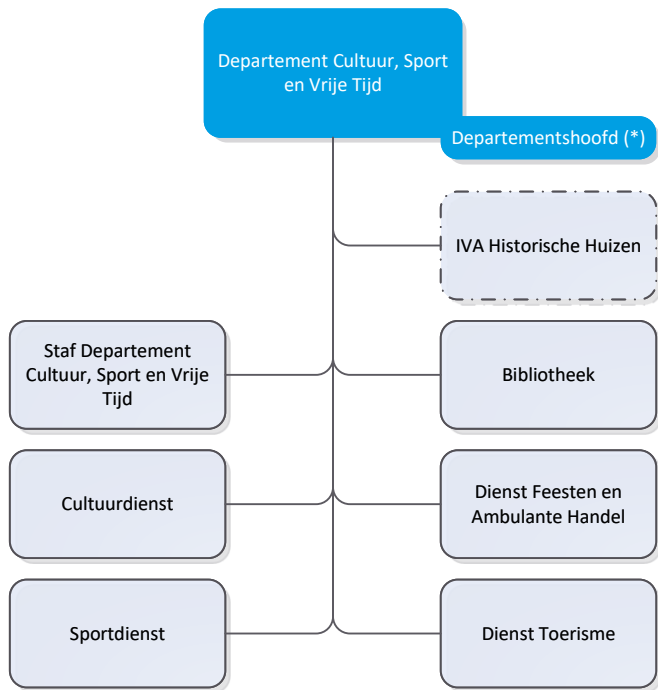 Departement Cultuur, Sport
en Vrije Tijd
Departementshoofd (*)
IVA Historische Huizen
Staf Departement
Cultuur, Sport en Vrije
Tijd
Bibliotheek
Cultuurdienst
Dienst Feesten en
Ambulante Handel
Sportdienst
Dienst Toerisme